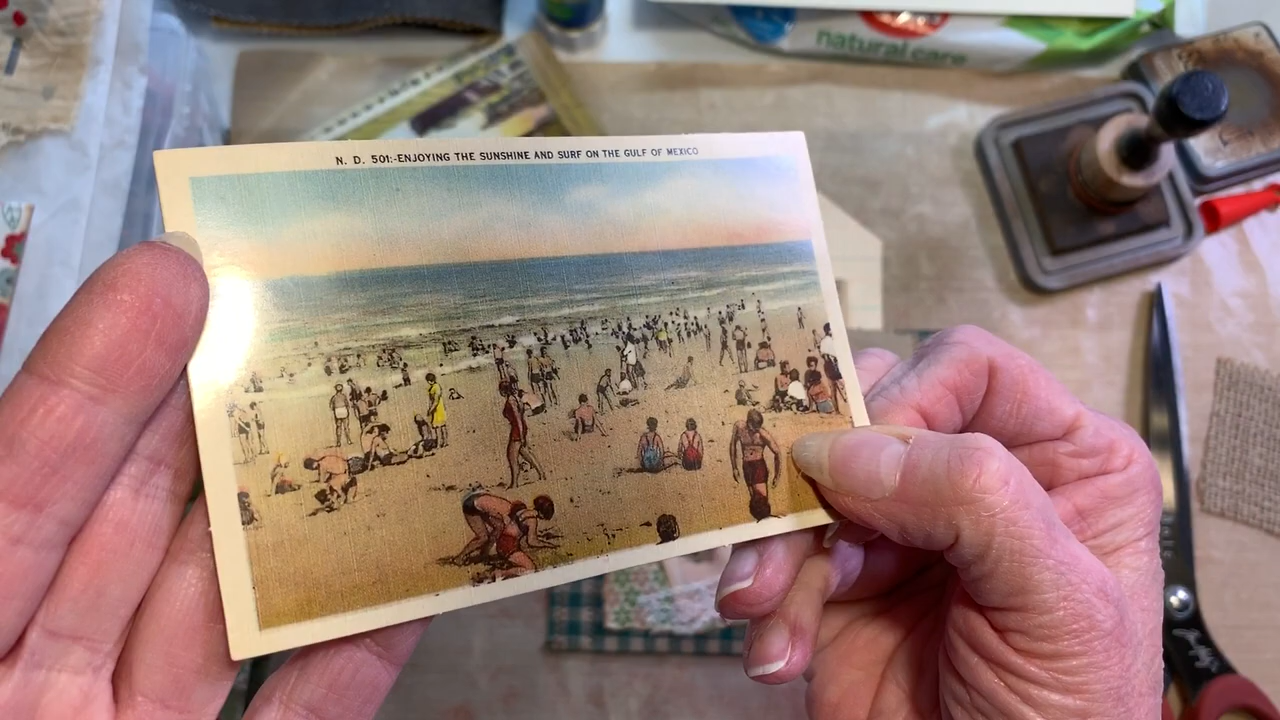 natural care
N. D. 501:-ENJOYING THE SUNSHINE AND SURF ON THE GULF OF MEXICO